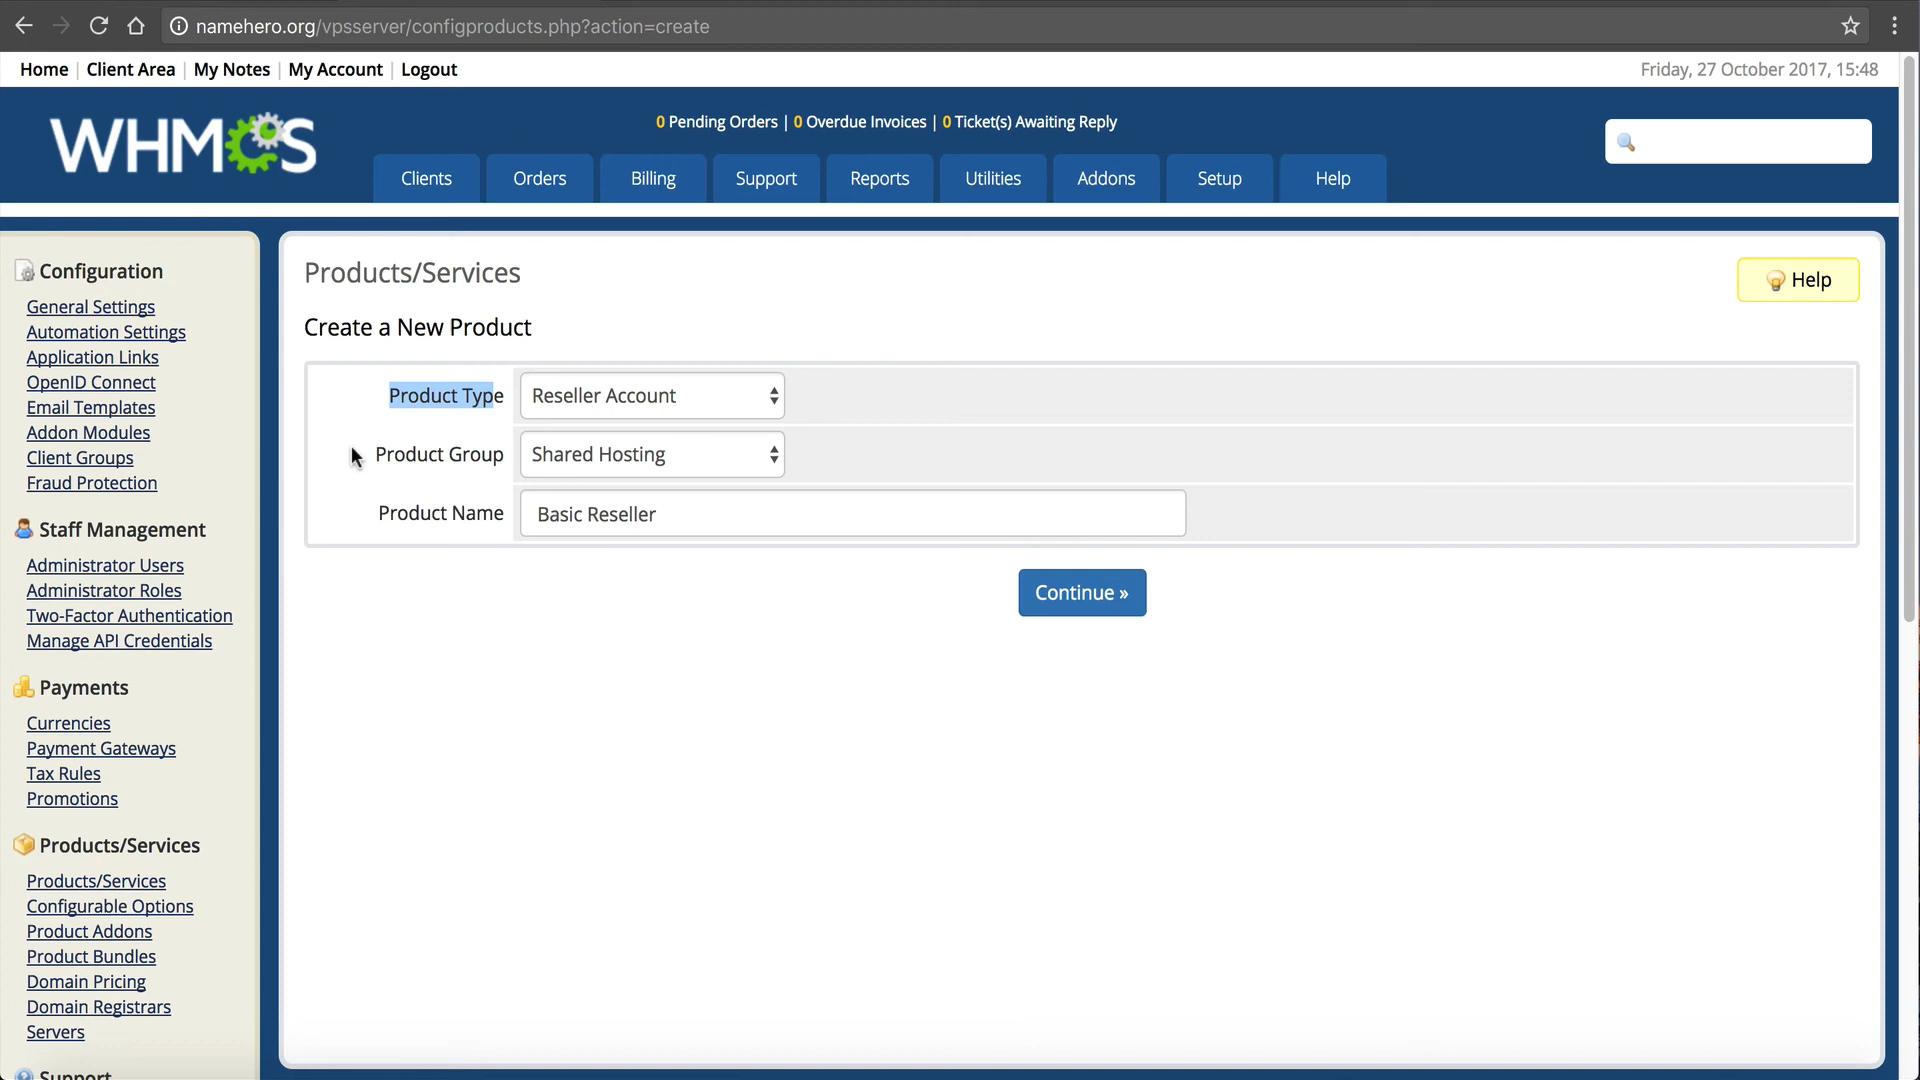 namehero.org/vpsserver/configproducts.php?action=create
Home | Client Area | My Notes | My Account | Logout
Friday, 27 October 2017, 15:48
WHMCS
0 Pending Orders | 0 Overdue Invoices | 0 Ticket(s) Awaiting Reply
Clients
Orders
Billing
Support
Reports
Utilities
Addons
Setup
Help
Configuration
General Settings
Automation Settings
Application Links
OpenID Connect
Email Templates
Addon Modules
Client Groups
Fraud Protection
Staff Management
Administrator Users
Administrator Roles
Two-Factor Authentication
Manage API Credentials
Payments
Currencies
Payment Gateways
Tax Rules
Promotions
Products/Services
Products/Services
Configurable Options
Product Addons
Product Bundles
Domain Pricing
Domain Registrars
Servers
Support
Products/Services
Help
Create a New Product
Product Type
Reseller Account
Product Group
Shared Hosting
Product Name
Basic Reseller
Continue »